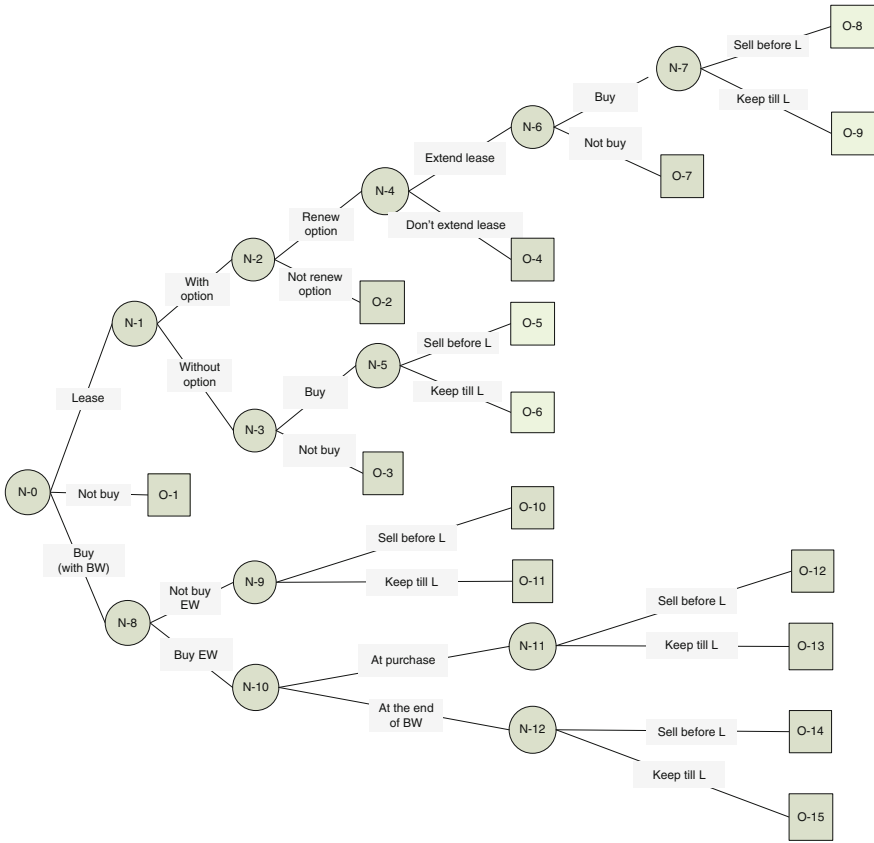 O-8
Sell before L
N-7
Buy
Keep till L
N-6
O-9
Not buy
Extend lease
O-7
N-4
Renew
option
Don't extend lease
N-2
O-4
With
option
Not renew
option
O-2
N-1
O-5
Sell before L
Without
option
N-5
Buy
Keep till L
O-6
Lease
N-3
Not buy
O-3
N-0
Not buy
O-1
O-10
Sell before L
Buy
(with BW)
Not buy
EW
N-9
Keep till L
O-11
O-12
Sell before L
N-8
Buy EW
At purchase
N-11
Keep till L
O-13
N-10
At the end
of BW
N-12
Sell before L
O-14
Keep till L
O-15